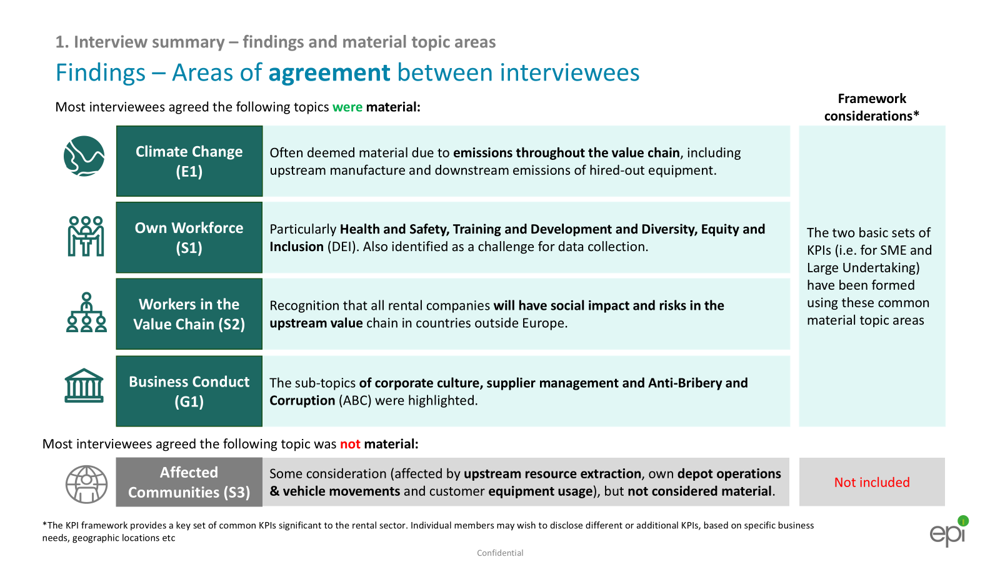 1. Interview summary – findings and material topic areas
Findings – Areas of agreement between interviewees
Most interviewees agreed the following topics were material:
Framework
considerations*
Climate Change
(E1)
Often deemed material due to emissions throughout the value chain, including
upstream manufacture and downstream emissions of hired-out equipment.
Own Workforce
(S1)
Particularly Health and Safety, Training and Development and Diversity, Equity and
Inclusion (DEI). Also identified as a challenge for data collection.
Workers in the
Value Chain (S2)
Recognition that all rental companies will have social impact and risks in the
upstream value chain in countries outside Europe.
Business Conduct
(G1)
The sub-topics of corporate culture, supplier management and Anti-Bribery and
Corruption (ABC) were highlighted.
The two basic sets of
KPIs (i.e. for SME and
Large Undertaking)
have been formed
using these common
material topic areas
Most interviewees agreed the following topic was not material:
Affected
Communities (S3)
Some consideration (affected by upstream resource extraction, own depot operations
& vehicle movements and customer equipment usage), but not considered material.
Not included
*The KPI framework provides a key set of common KPIs significant to the rental sector. Individual members may wish to disclose different or additional KPIs, based on specific business
needs, geographic locations etc
epi
Confidential